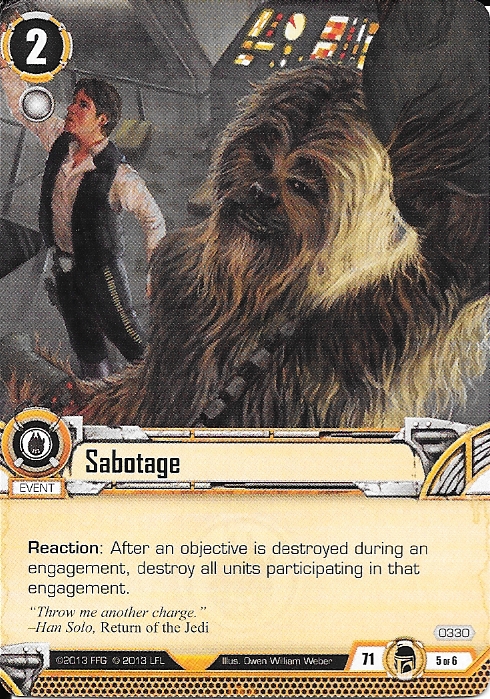 2
Sabotage
EVENT
Reaction: After an objective is destroyed during an
engagement, destroy all units participating in that
engagement.
“Throw me another charge.”
–Han Solo, Return of the Jedi
0330
©2013 FFG © 2013 LFL
Illus. Owen William Weber
71
5 of 6